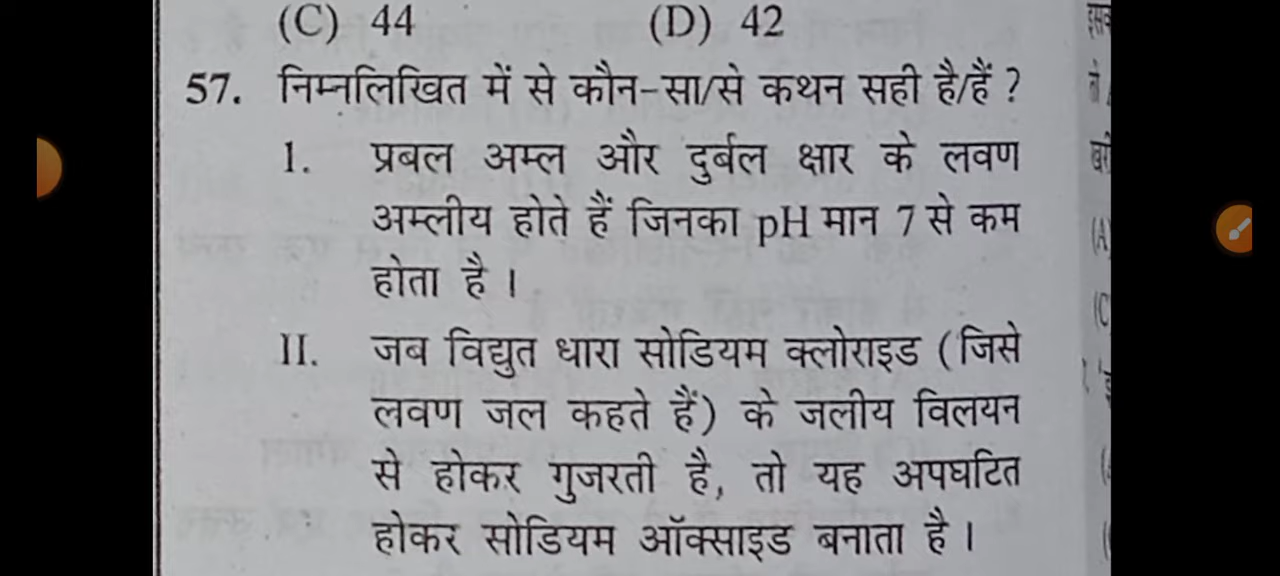 (C) 44 (D) 42
57. निम्नलिखित में से कौन-सा/से कथन सही है/हैं ?
I. प्रबल अम्ल और दुर्बल क्षार के लवण
अम्लीय होते हैं जिनका pH मान 7 से कम
होता है ।
II. जब विद्युत धारा सोडियम क्लोराइड (जिसे
लवण जल कहते हैं) के जलीय विलयन
से होकर गुजरती है, तो यह अपघटित
होकर सोडियम ऑक्साइड बनाता है ।